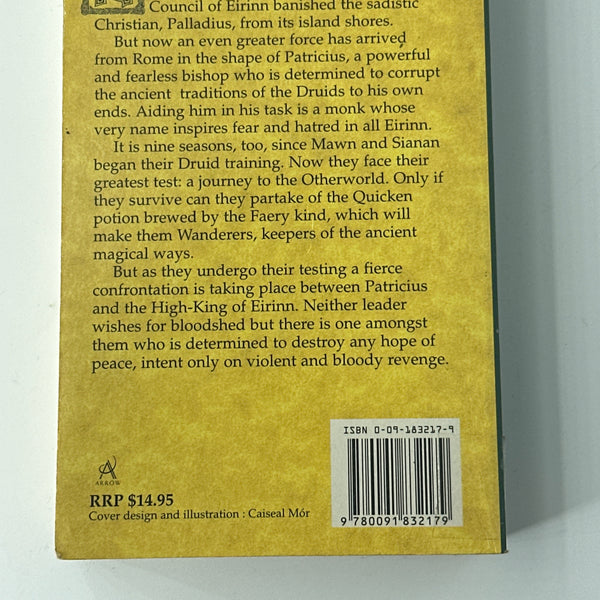 Council of Eirinn banished the sadistic
Christian, Palladius, from its island shores.
But now an even greater force has arrived
from Rome in the shape of Patricius, a powerful
and fearless bishop who is determined to corrupt
the ancient traditions of the Druids to his own
ends. Aiding him in his task is a monk whose
very name inspires fear and hatred in all Eirinn.
It is nine seasons, too, since Mawn and Sianan
began their Druid training. Now they face their
greatest test: a journey to the Otherworld. Only if
they survive can they partake of the Quicken
potion brewed by the Faery kind, which will
make them Wanderers, keepers of the ancient
magical ways.
But as they undergo their testing a fierce
confrontation is taking place between Patricius
and the High-King of Eirinn. Neither leader
wishes for bloodshed but there is one amongst
them who is determined to destroy any hope of
peace, intent only on violent and bloody revenge.
ISBN 0-09-183217-9
ARROW
RRP $14.95
Cover design and illustration : Caiseal Mór
9 780091 832179